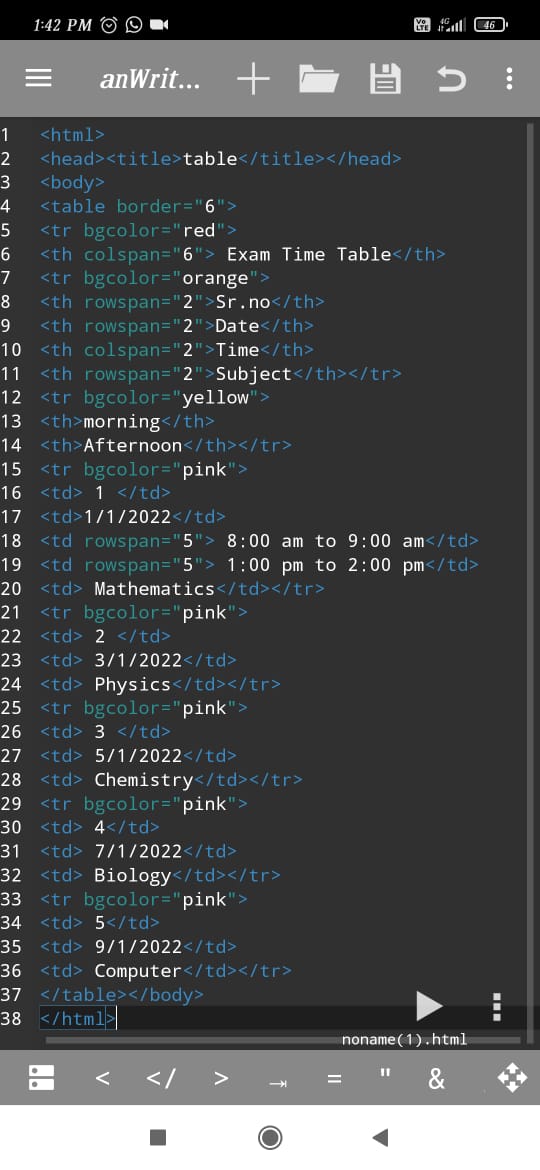 1:42 PM
Vo LTE 4G 46
anWrit...
1 <html>
2 <head><title>table</title></head>
3 <body>
4 <table border="6">
5 <tr bgcolor="red">
6 <th colspan="6"> Exam Time Table</th>
7 <tr bgcolor="orange">
8 <th rowspan="2">Sr.no</th>
9 <th rowspan="2">Date</th>
10 <th colspan="2">Time</th>
11 <th rowspan="2">Subject</th></tr>
12 <tr bgcolor="yellow">
13 <th>morning</th>
14 <th>Afternoon</th></tr>
15 <tr bgcolor="pink">
16 <td> 1 </td>
17 <td>1/1/2022</td>
18 <td rowspan="5"> 8:00 am to 9:00 am</td>
19 <td rowspan="5"> 1:00 pm to 2:00 pm</td>
20 <td> Mathematics</td></tr>
21 <tr bgcolor="pink">
22 <td> 2 </td>
23 <td> 3/1/2022</td>
24 <td> Physics</td></tr>
25 <tr bgcolor="pink">
26 <td> 3 </td>
27 <td> 5/1/2022</td>
28 <td> Chemistry</td></tr>
29 <tr bgcolor="pink">
30 <td> 4</td>
31 <td> 7/1/2022</td>
32 <td> Biology</td></tr>
33 <tr bgcolor="pink">
34 <td> 5</td>
35 <td> 9/1/2022</td>
36 <td> Computer</td></tr>
37 </table></body>
38 </html>
noname(1).html
< </ > → = " &